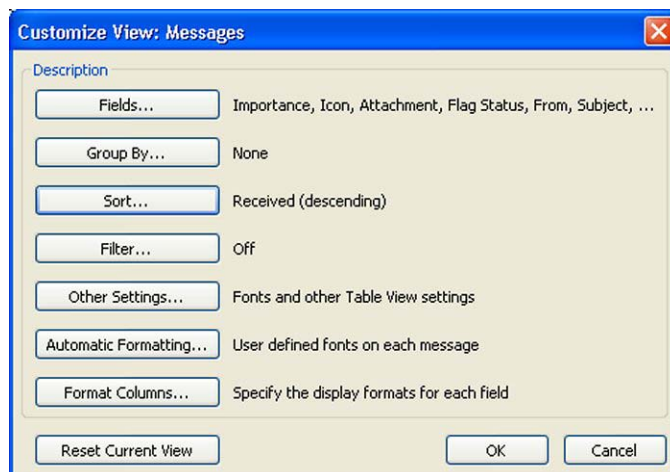 Customize View: Messages
Description
Fields... Importance, Icon, Attachment, Flag Status, From, Subject, ...
Group By... None
Sort... Received (descending)
Filter... Off
Other Settings... Fonts and other Table View settings
Automatic Formatting... User defined fonts on each message
Format Columns... Specify the display formats for each field
Reset Current View OK Cancel